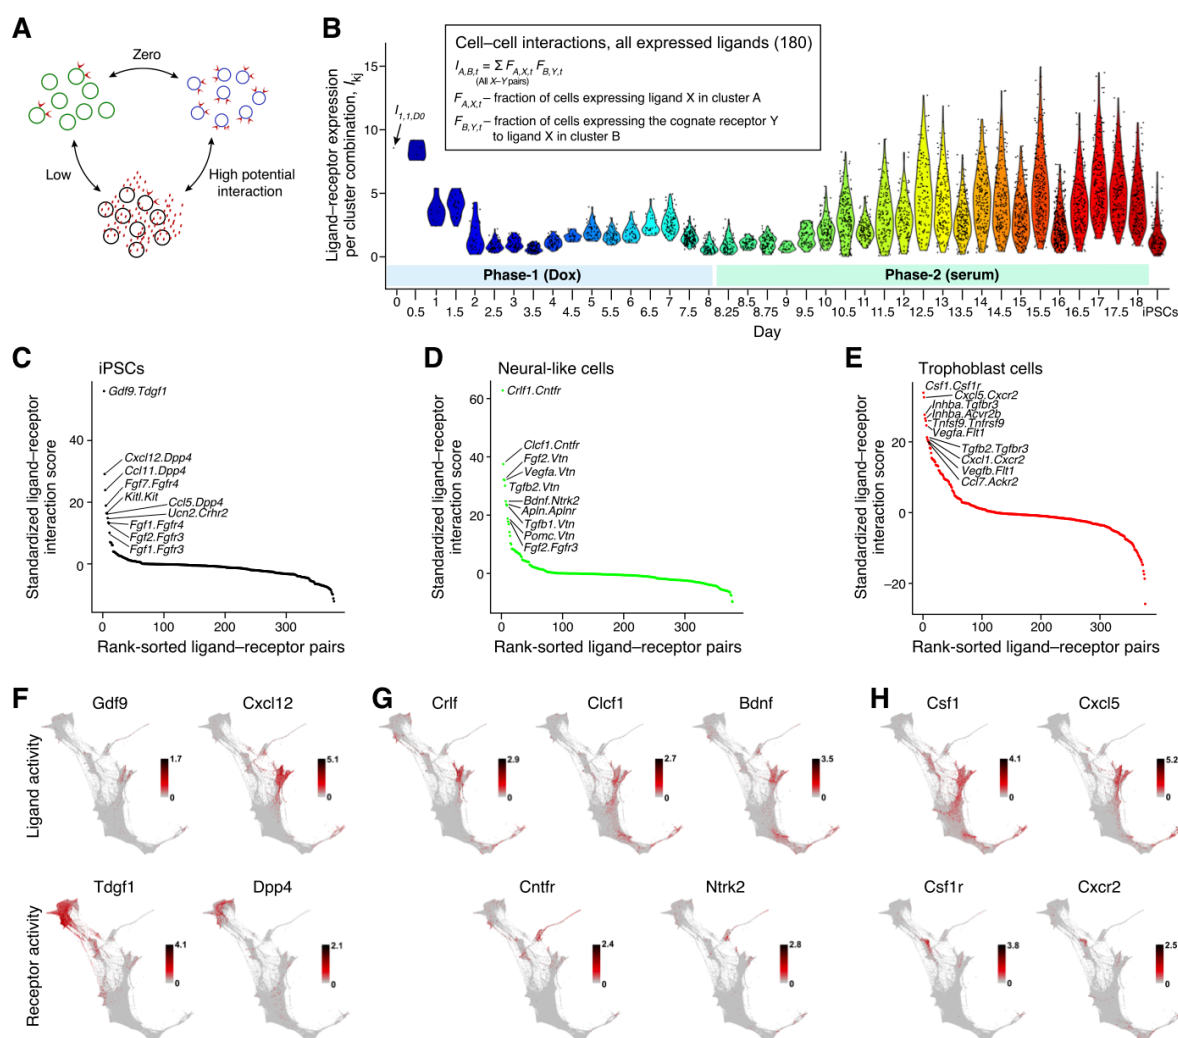 A
Zero
Low
High potential
interaction
B
Cell–cell interactions, all expressed ligands (180)
I A,B,t = Σ F A,X,t F B,Y,t
(All X–Y pairs)
F A,X,t – fraction of cells expressing ligand X in cluster A
F B,Y,t – fraction of cells expressing the cognate receptor Y
to ligand X in cluster B
Ligand–receptor expression
per cluster combination, I kj
15
10
5
0
I 1,1,D0
Phase-1 (Dox)
Phase-2 (serum)
0 1 2 3 4 5 6 7 8 8.5 9 10 11 12 13 14 15 16 17 18
0.5 1.5 2.5 3.5 4.5 5.5 6.5 7.5 8.25 8.75 9.5 10.5 11.5 12.5 13.5 14.5 15.5 16.5 17.5 iPSCs
Day
C
iPSCs
Standardized ligand–receptor
interaction score
40
20
0
Gdf9.Tdgf1
Cxcl12.Dpp4
Ccl11.Dpp4
Fgf7.Fgfr4
Kitl.Kit
Ccl5.Dpp4
Ucn2.Crhr2
Fgf1.Fgfr4
Fgf2.Fgfr3
Fgf1.Fgfr3
0 100 200 300
Rank-sorted ligand–receptor pairs
D
Neural-like cells
Standardized ligand–receptor
interaction score
60
40
20
0
Crlf1.Cntfr
Clcf1.Cntfr
Fgf2.Vtn
Vegfa.Vtn
Tgfb2.Vtn
Bdnf.Ntrk2
Apln.Aplnr
Tgfb1.Vtn
Pomc.Vtn
Fgf2.Fgfr3
0 100 200 300
Rank-sorted ligand–receptor pairs
E
Trophoblast cells
Standardized ligand–receptor
interaction score
20
0
−20
Csf1.Csf1r
Cxcl5.Cxcr2
Inhba.Tgfbr3
Inhba.Acvr2b
Tnfsf9.Tnfrsf9
Vegfa.Flt1
Tgfb2.Tgfbr3
Cxcl1.Cxcr2
Vegfb.Flt1
Ccl7.Ackr2
0 100 200 300
Rank-sorted ligand–receptor pairs
F
Ligand activity
Gdf9
1.7
0
Cxcl12
5.1
0
Receptor activity
Tdgf1
4.1
0
Dpp4
2.1
0
G
Crlf
2.9
0
Clcf1
2.7
0
Bdnf
3.5
0
Cntfr
2.4
0
Ntrk2
2.8
0
H
Csf1
4.1
0
Cxcl5
5.2
0
Csf1r
3.8
0
Cxcr2
2.5
0